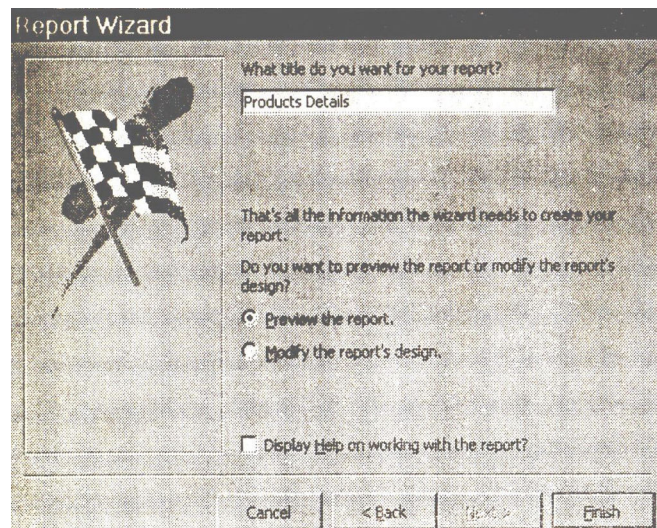 Report Wizard
What title do you want for your report?
Products Details
That's all the information the wizard needs to create your
report.
Do you want to preview the report or modify the report's
design?
Preview the report.
Modify the report's design.
Display Help on working with the report?
Cancel
< Back
Next >
Finish